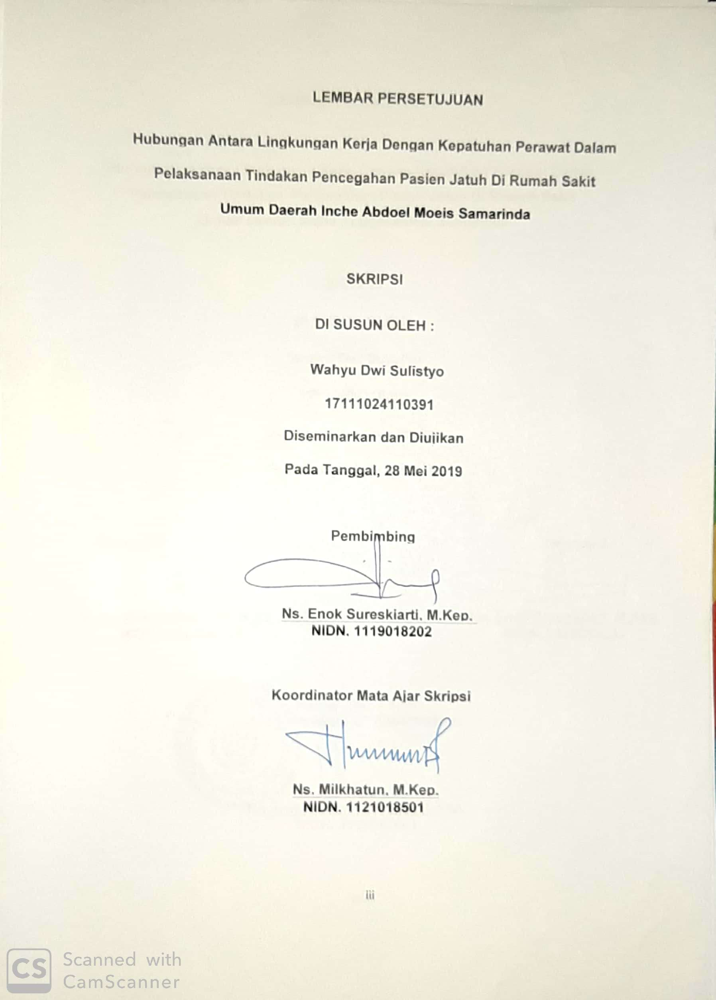 LEMBAR PERSETUJUAN
Hubungan Antara Lingkungan Kerja Dengan Kepatuhan Perawat Dalam
Pelaksanaan Tindakan Pencegahan Pasien Jatuh Di Rumah Sakit
Umum Daerah Inche Abdoel Moeis Samarinda
SKRIPSI
DI SUSUN OLEH :
Wahyu Dwi Sulistyo
17111024110391
Diseminarkan dan Diujikan
Pada Tanggal, 28 Mei 2019
Pembimbing
Ns. Enok Sureskiarti, M.Kep.
NIDN. 1119018202
Koordinator Mata Ajar Skripsi
Ns. Milkhatun, M.Kep.
NIDN. 1121018501
iii
CS
Scanned with
CamScanner